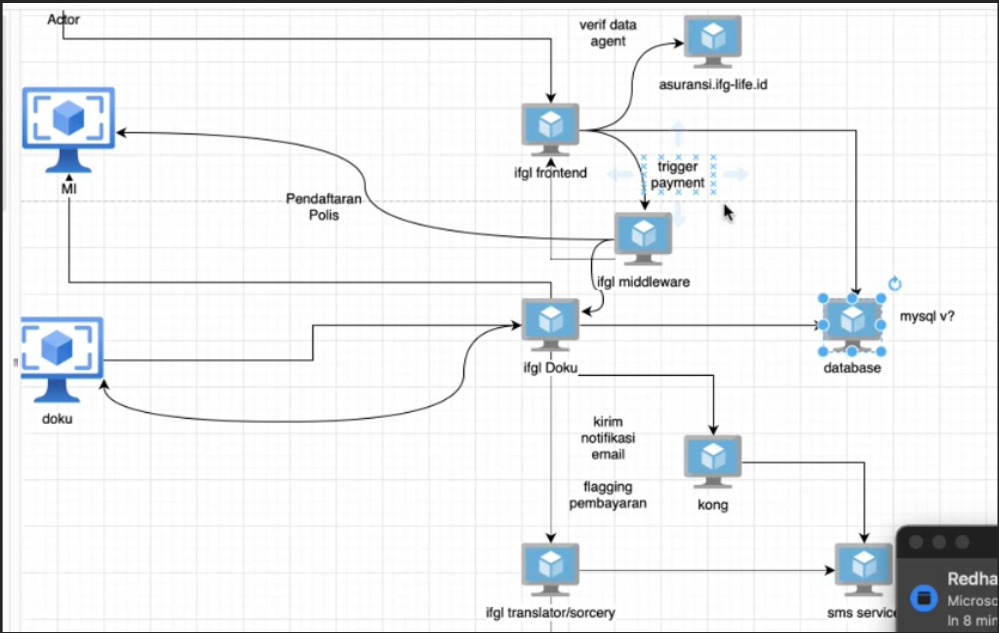 Actor
verif data
agent
asuransi.ifg-life.id
ifgl frontend
trigger
payment
MI
Pendaftaran
Polis
ifgl middleware
mysql v?
database
ifgl Doku
doku
kirim
notifikasi
email
flagging
pembayaran
kong
ifgl translator/sorcery
sms service
Redha
Microsc
In 8 min